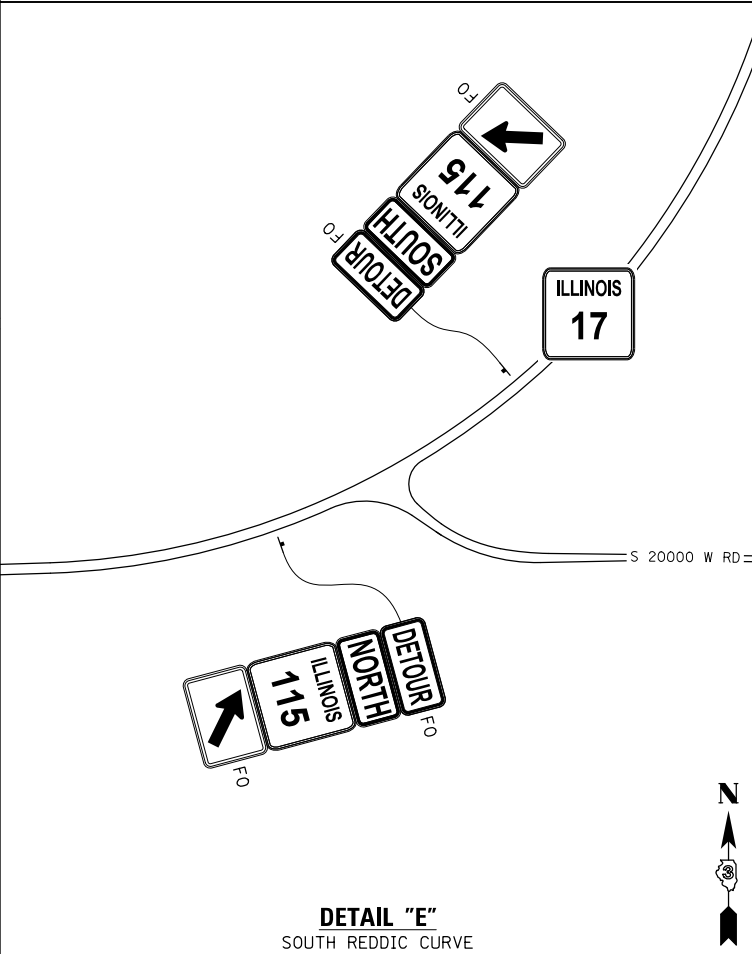 FO
ILLINOIS
115
SOUTH
DETOUR
FO
ILLINOIS
17
S 20000 W RD
DETOUR
NORTH
ILLINOIS
115
FO
FO
N
3
DETAIL "E"
SOUTH REDDIC CURVE